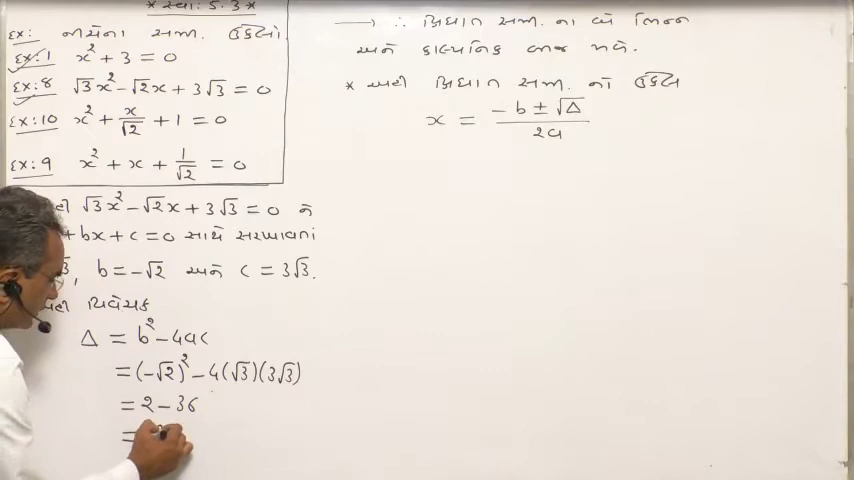 * સ્વા: 5.3 *
Ex: નીચેના સમ. ઉકેલો
Ex:1 x² + 3 = 0
Ex:8 √3x² - √2x + 3√3 = 0
Ex:10 x² + x/√2 + 1 = 0
Ex:9 x² + x + 1/√2 = 0
√3x² - √2x + 3√3 = 0 ને
+ bx + c = 0 સાથે સરખાવતાં
b = -√2 અને c = 3√3.
વિવેચક
Δ = b² - 4ac
= (-√2)² - 4(√3)(3√3)
= 2 - 36
=
→ ∴ દ્વિઘાત સમ. ના બે ભિન્ન
અને કાલ્પનિક બીજ મળે.
* અહીં દ્વિઘાત સમ. નો ઉકેલ
x = (-b ± √Δ)/2a